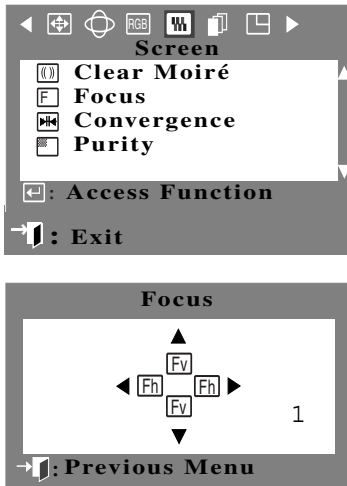 RGB
Screen
Clear Moiré
F Focus
Convergence
Purity
: Access Function
: Exit
Focus
Fv
Fh Fh
Fv
1
: Previous Menu